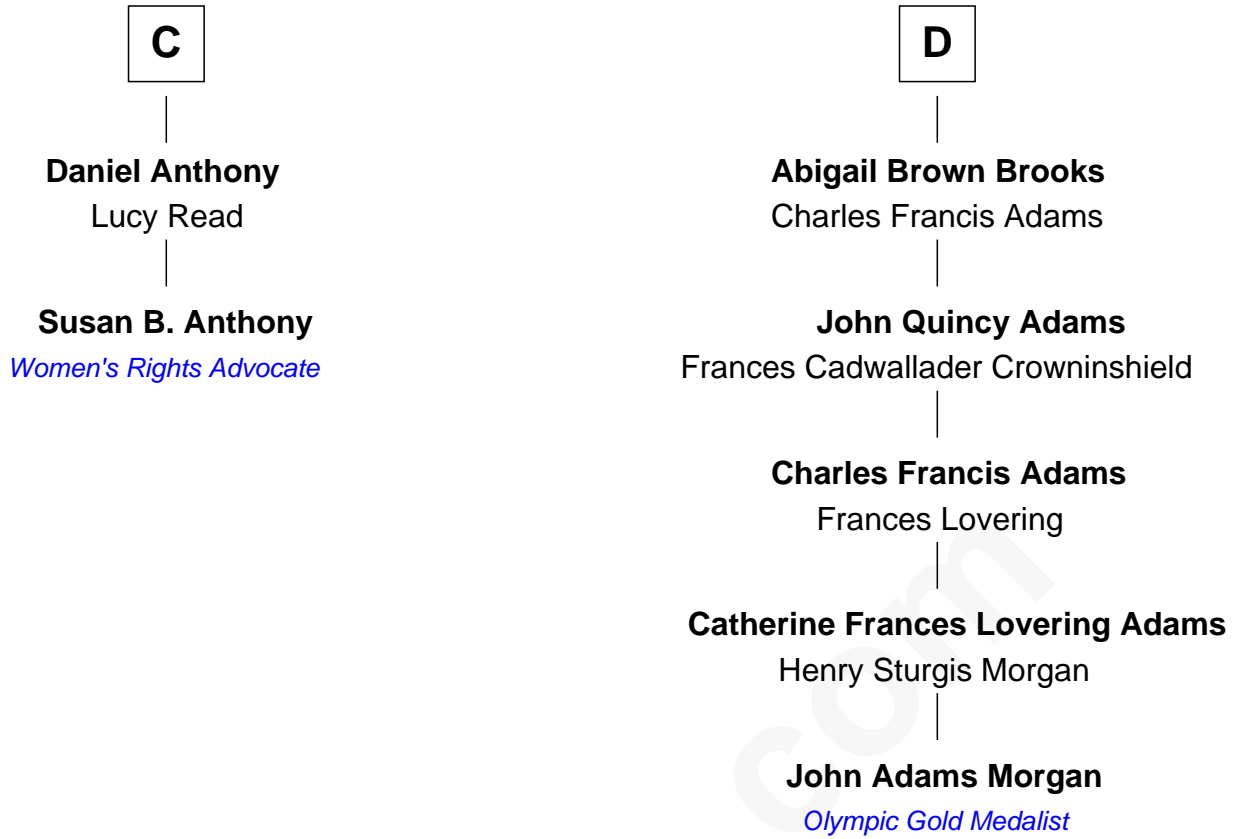 C
Daniel Anthony
Lucy Read
Susan B. Anthony
Women's Rights Advocate
D
Abigail Brown Brooks
Charles Francis Adams
John Quincy Adams
Frances Cadwallader Crowninshield
Charles Francis Adams
Frances Lovering
Catherine Frances Lovering Adams
Henry Sturgis Morgan
John Adams Morgan
Olympic Gold Medalist
com